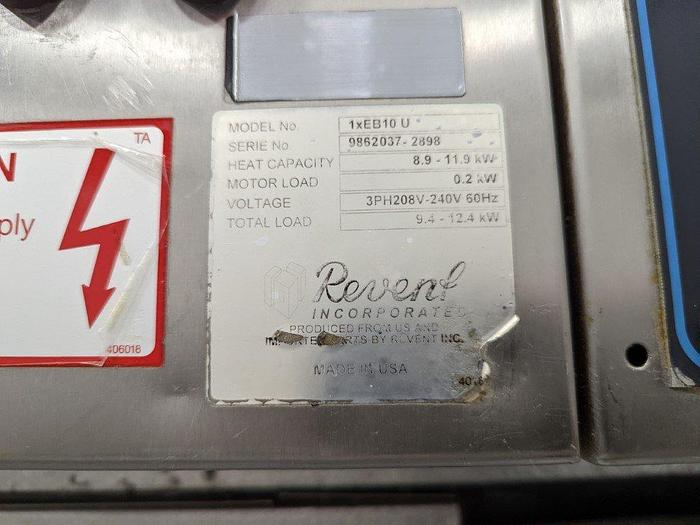 TA
N
ply
406018
MODEL No. 1xEB10 U
SERIE No. 9862037- 2898
HEAT CAPACITY 8.9 - 11.9 kW
MOTOR LOAD 0.2 kW
VOLTAGE 3PH208V-240V 60Hz
TOTAL LOAD 9.4 - 12.4 kW
Revent
INCORPORATED
PRODUCED FROM US AND
IMPORTED PARTS BY REVENT INC.
MADE IN USA